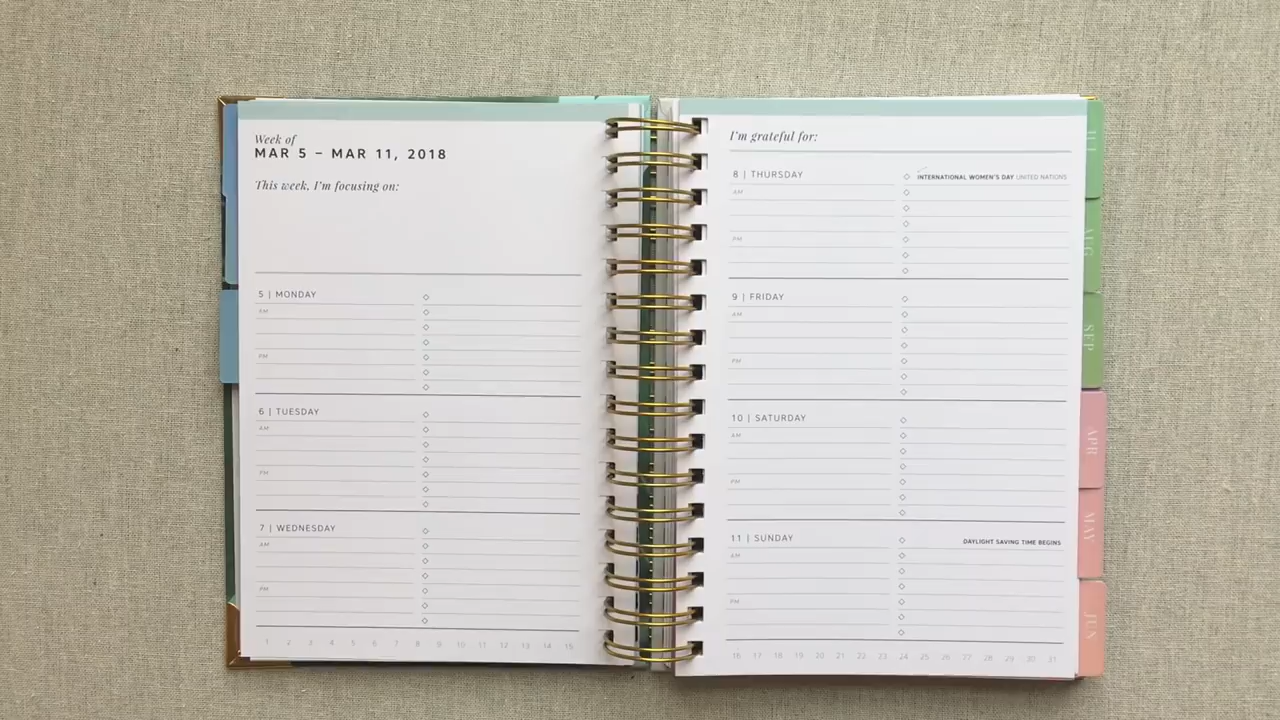 Week of
MAR 5 – MAR 11, 2018
This week, I'm focusing on:
5 | MONDAY
AM
PM
6 | TUESDAY
AM
PM
7 | WEDNESDAY
AM
PM
1 2 3 4 5 6 7 8 9 10 11 12 13 14 15
I'm grateful for:
8 | THURSDAY
INTERNATIONAL WOMEN'S DAY UNITED NATIONS
AM
PM
9 | FRIDAY
AM
PM
10 | SATURDAY
AM
PM
11 | SUNDAY
DAYLIGHT SAVING TIME BEGINS
AM
PM
16 17 18 19 20 21 22 23 24 25 26 27 28 29 30 31
JUL
AUG
SEP
APR
MAY
JUN